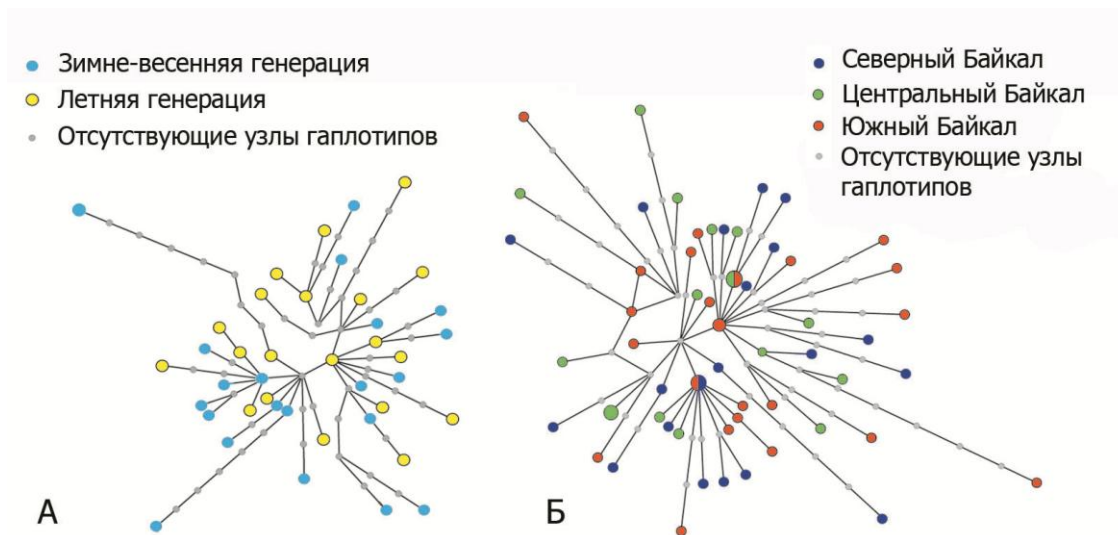 Зимне-весенняя генерация
Летняя генерация
Отсутствующие узлы гаплотипов
Северный Байкал
Центральный Байкал
Южный Байкал
Отсутствующие узлы
гаплотипов
А
Б